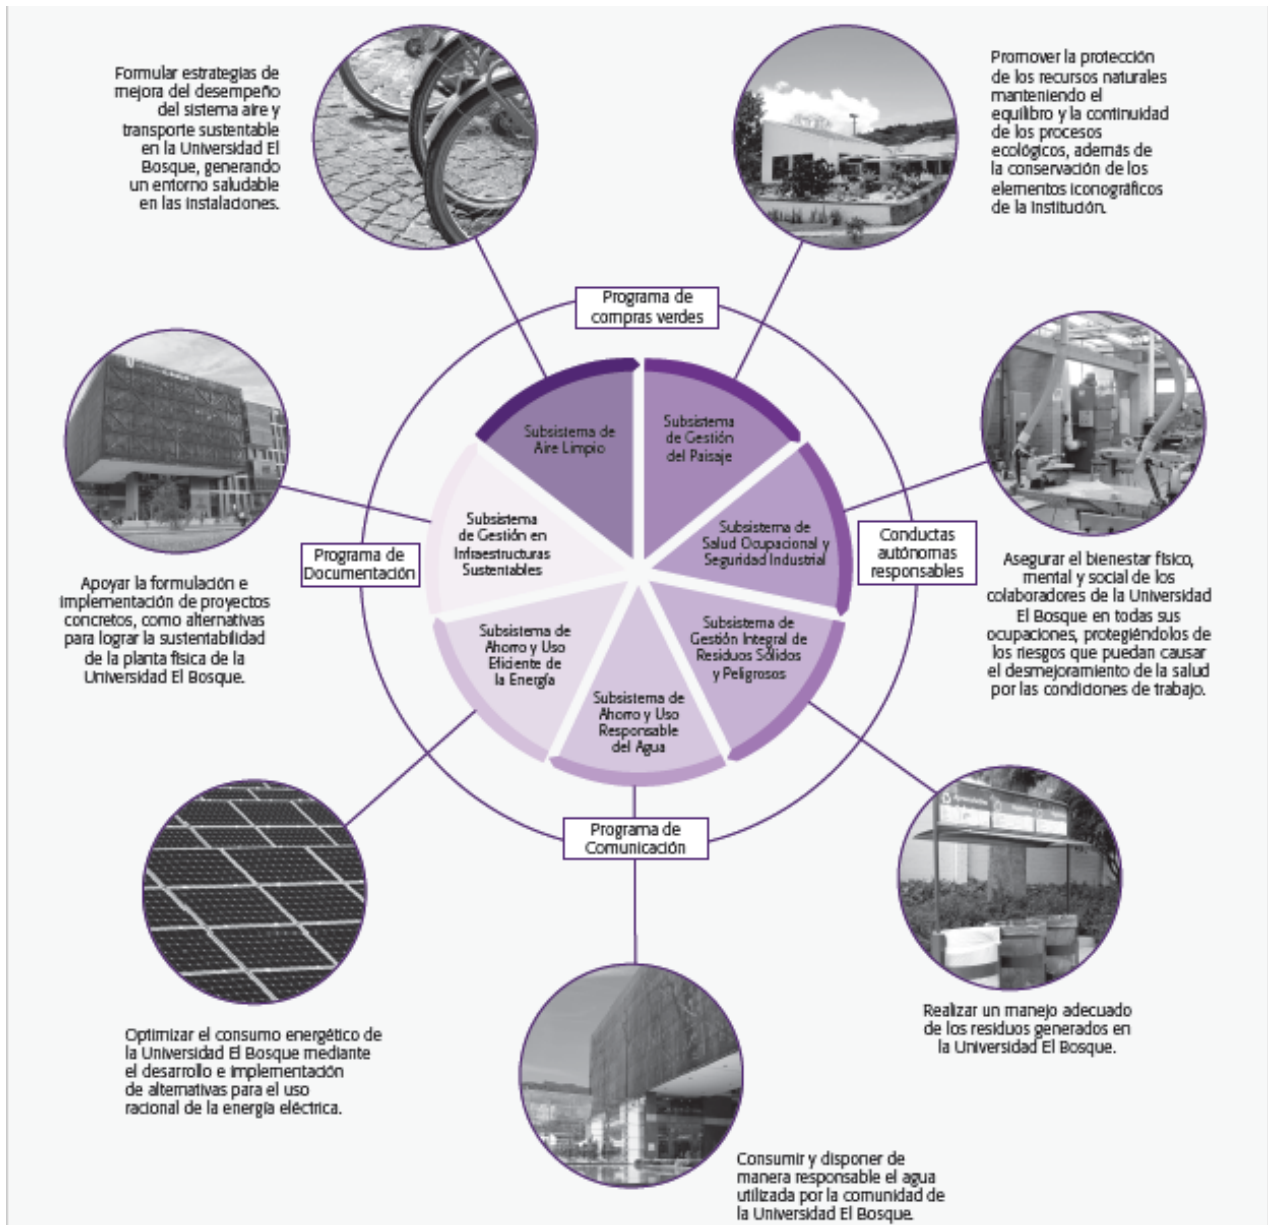 Formular estrategias de
mejora del desempeño
del sistema aire y
transporte sustentable
en la Universidad El
Bosque, generando
un entorno saludable
en las instalaciones.
Promover la protección
de los recursos naturales
manteniendo el
equilibro y la continuidad
de los procesos
ecológicos, además de
la conservación de los
elementos iconográficos
de la Institución.
Programa de
compras verdes
Subsistema de
Aire Limpio
Subsistema
de Gestión
del Paisaje
Subsistema
de Gestión en
Infraestructuras
Sustentables
Subsistema de
Salud Ocupacional y
Seguridad Industrial
Programa de
Documentación
Conductas
autónomas
responsables
Apoyar la formulación e
implementación de proyectos
concretos, como alternativas
para lograr la sustentabilidad
de la planta física de la
Universidad El Bosque.
Asegurar el bienestar físico,
mental y social de los
colaboradores de la Universidad
El Bosque en todas sus
ocupaciones, protegiéndolos de
los riesgos que puedan causar
el desmejoramiento de la salud
por las condiciones de trabajo.
Subsistema de
Ahorro y Uso
Eficiente de
la Energía
Subsistema de
Gestión Integral de
Residuos Sólidos
y Peligrosos
Subsistema de
Ahorro y Uso
Responsable
del Agua
Programa de
Comunicación
Optimizar el consumo energético de
la Universidad El Bosque mediante
el desarrollo e implementación
de alternativas para el uso
racional de la energía eléctrica.
Realizar un manejo adecuado
de los residuos generados en
la Universidad El Bosque.
Consumir y disponer de
manera responsable el agua
utilizada por la comunidad de
la Universidad El Bosque.